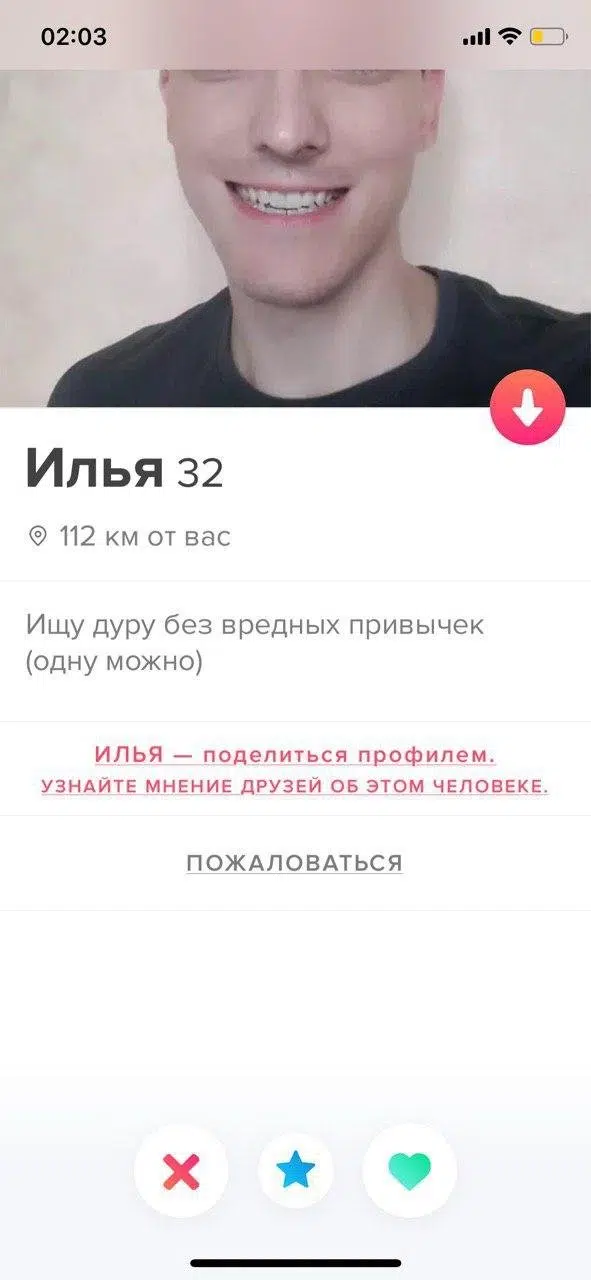 02:03
Илья 32
112 км от вас
Ищу дуру без вредных привычек
(одну можно)
ИЛЬЯ — поделиться профилем.
УЗНАЙТЕ МНЕНИЕ ДРУЗЕЙ ОБ ЭТОМ ЧЕЛОВЕКЕ.
ПОЖАЛОВАТЬСЯ